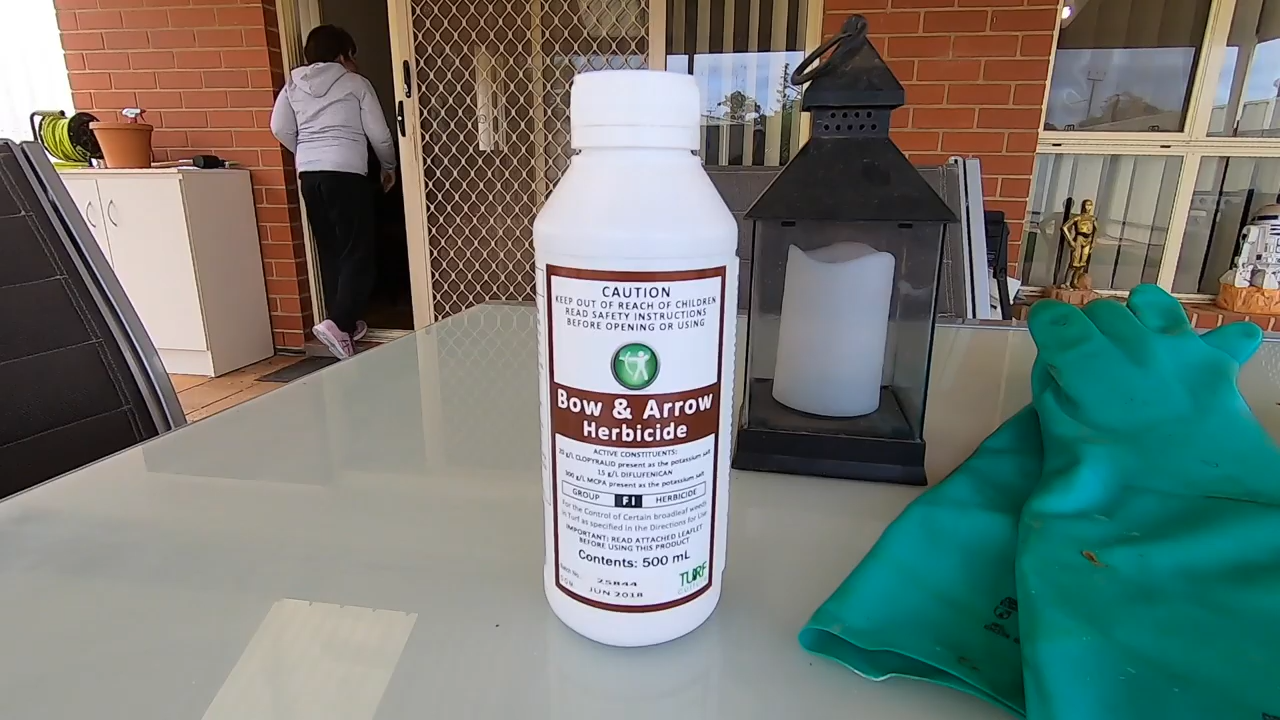 CAUTION
KEEP OUT OF REACH OF CHILDREN
READ SAFETY INSTRUCTIONS
BEFORE OPENING OR USING
Bow & Arrow
Herbicide
ACTIVE CONSTITUENTS:
20 g/L CLOPYRALID present as the potassium salt
15 g/L DIFLUFENICAN
300 g/L MCPA present as the potassium salt
GROUP FI HERBICIDE
For the Control of Certain broadleaf weeds
in Turf as specified in the Directions for Use
IMPORTANT: READ ATTACHED LEAFLET
BEFORE USING THIS PRODUCT
Contents: 500 mL
Batch No.: 25844
D.O.M. JUN 2018
TURF
CULTURE